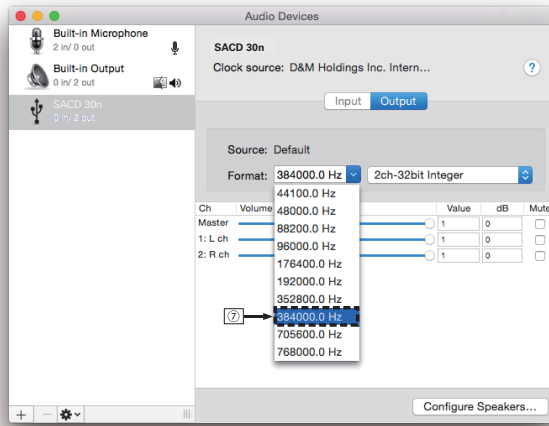 Audio Devices
Built-in Microphone
2 in/ 0 out
Built-in Output
0 in/ 2 out
SACD 30n
0 in/ 2 out
SACD 30n
Clock source: D&M Holdings Inc. Intern...
?
Input Output
Source: Default
Format: 384000.0 Hz 2ch-32bit Integer
44100.0 Hz
48000.0 Hz
88200.0 Hz
96000.0 Hz
176400.0 Hz
192000.0 Hz
352800.0 Hz
⑦ 384000.0 Hz
705600.0 Hz
768000.0 Hz
Ch Volume Value dB Mute
Master 1 0
1: L ch 1 0
2: R ch 1 0
Configure Speakers...